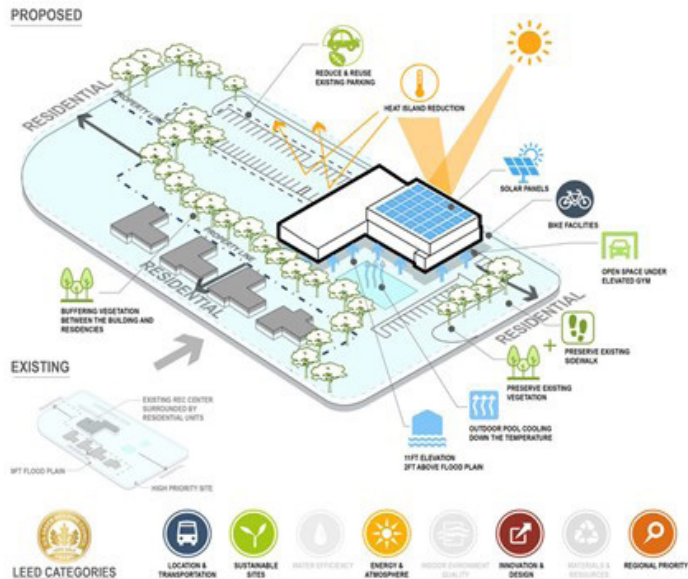 PROPOSED
REDUCE & REUSE
EXISTING PARKING
HEAT ISLAND REDUCTION
RESIDENTIAL
PROPERTY LINE
SOLAR PANELS
BIKE FACILITIES
OPEN SPACE UNDER
ELEVATED GYM
PROPERTY LINE
RESIDENTIAL
BUFFERING VEGETATION
BETWEEN THE BUILDING AND
RESIDENCIES
RESIDENTIAL
PRESERVE EXISTING
SIDEWALK
PRESERVE EXISTING
VEGETATION
OUTDOOR POOL COOLING
DOWN THE TEMPERATURE
11FT ELEVATION
2FT ABOVE FLOOD PLAIN
EXISTING
EXISTING REC CENTER
SURROUNDED BY
RESIDENTIAL UNITS
9FT FLOOD PLAIN
HIGH PRIORITY SITE
LEED CATEGORIES
LOCATION &
TRANSPORTATION
SUSTAINABLE
SITES
WATER EFFICIENCY
ENERGY &
ATMOSPHERE
INDOOR ENVIRONMENT
QUALITY
INNOVATION &
DESIGN
MATERIALS &
RESOURCES
REGIONAL PRIORITY